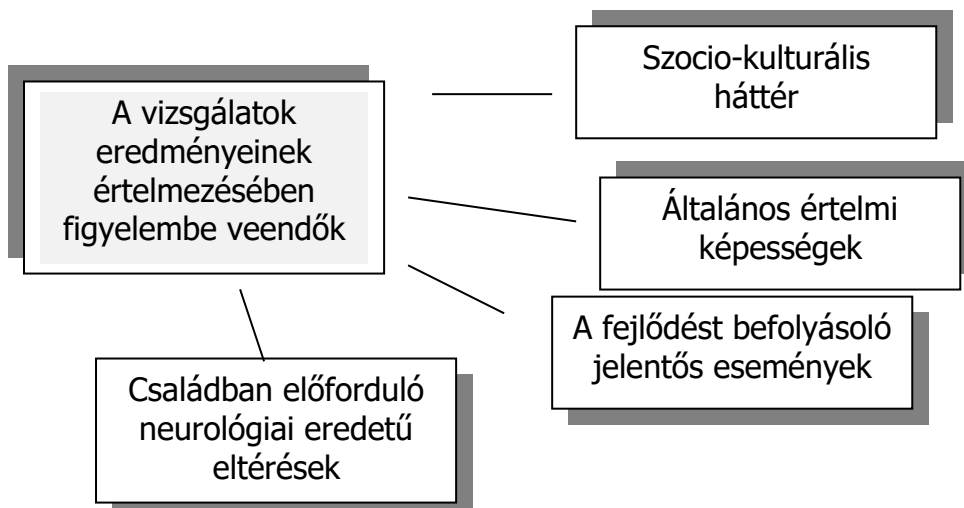 A vizsgálatok
eredményeinek
értelmezésében
figyelembe veendők
Szocio-kulturális
háttér
Általános értelmi
képességek
A fejlődést befolyásoló
jelentős események
Családban előforduló
neurológiai eredetű
eltérések